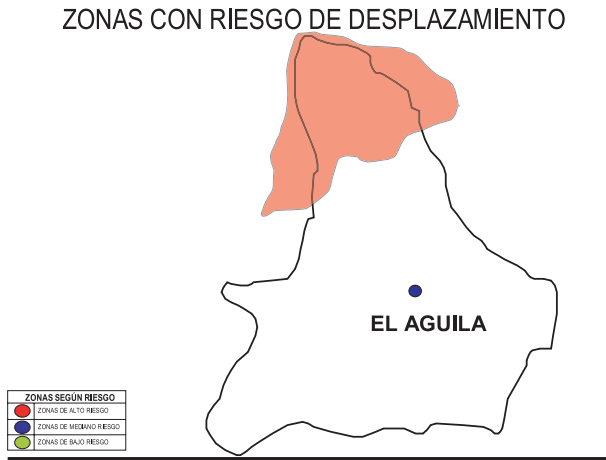 ZONAS CON RIESGO DE DESPLAZAMIENTO
EL AGUILA
ZONAS SEGÚN RIESGO
ZONAS DE ALTO RIESGO
ZONAS DE MEDIANO RIESGO
ZONAS DE BAJO RIESGO